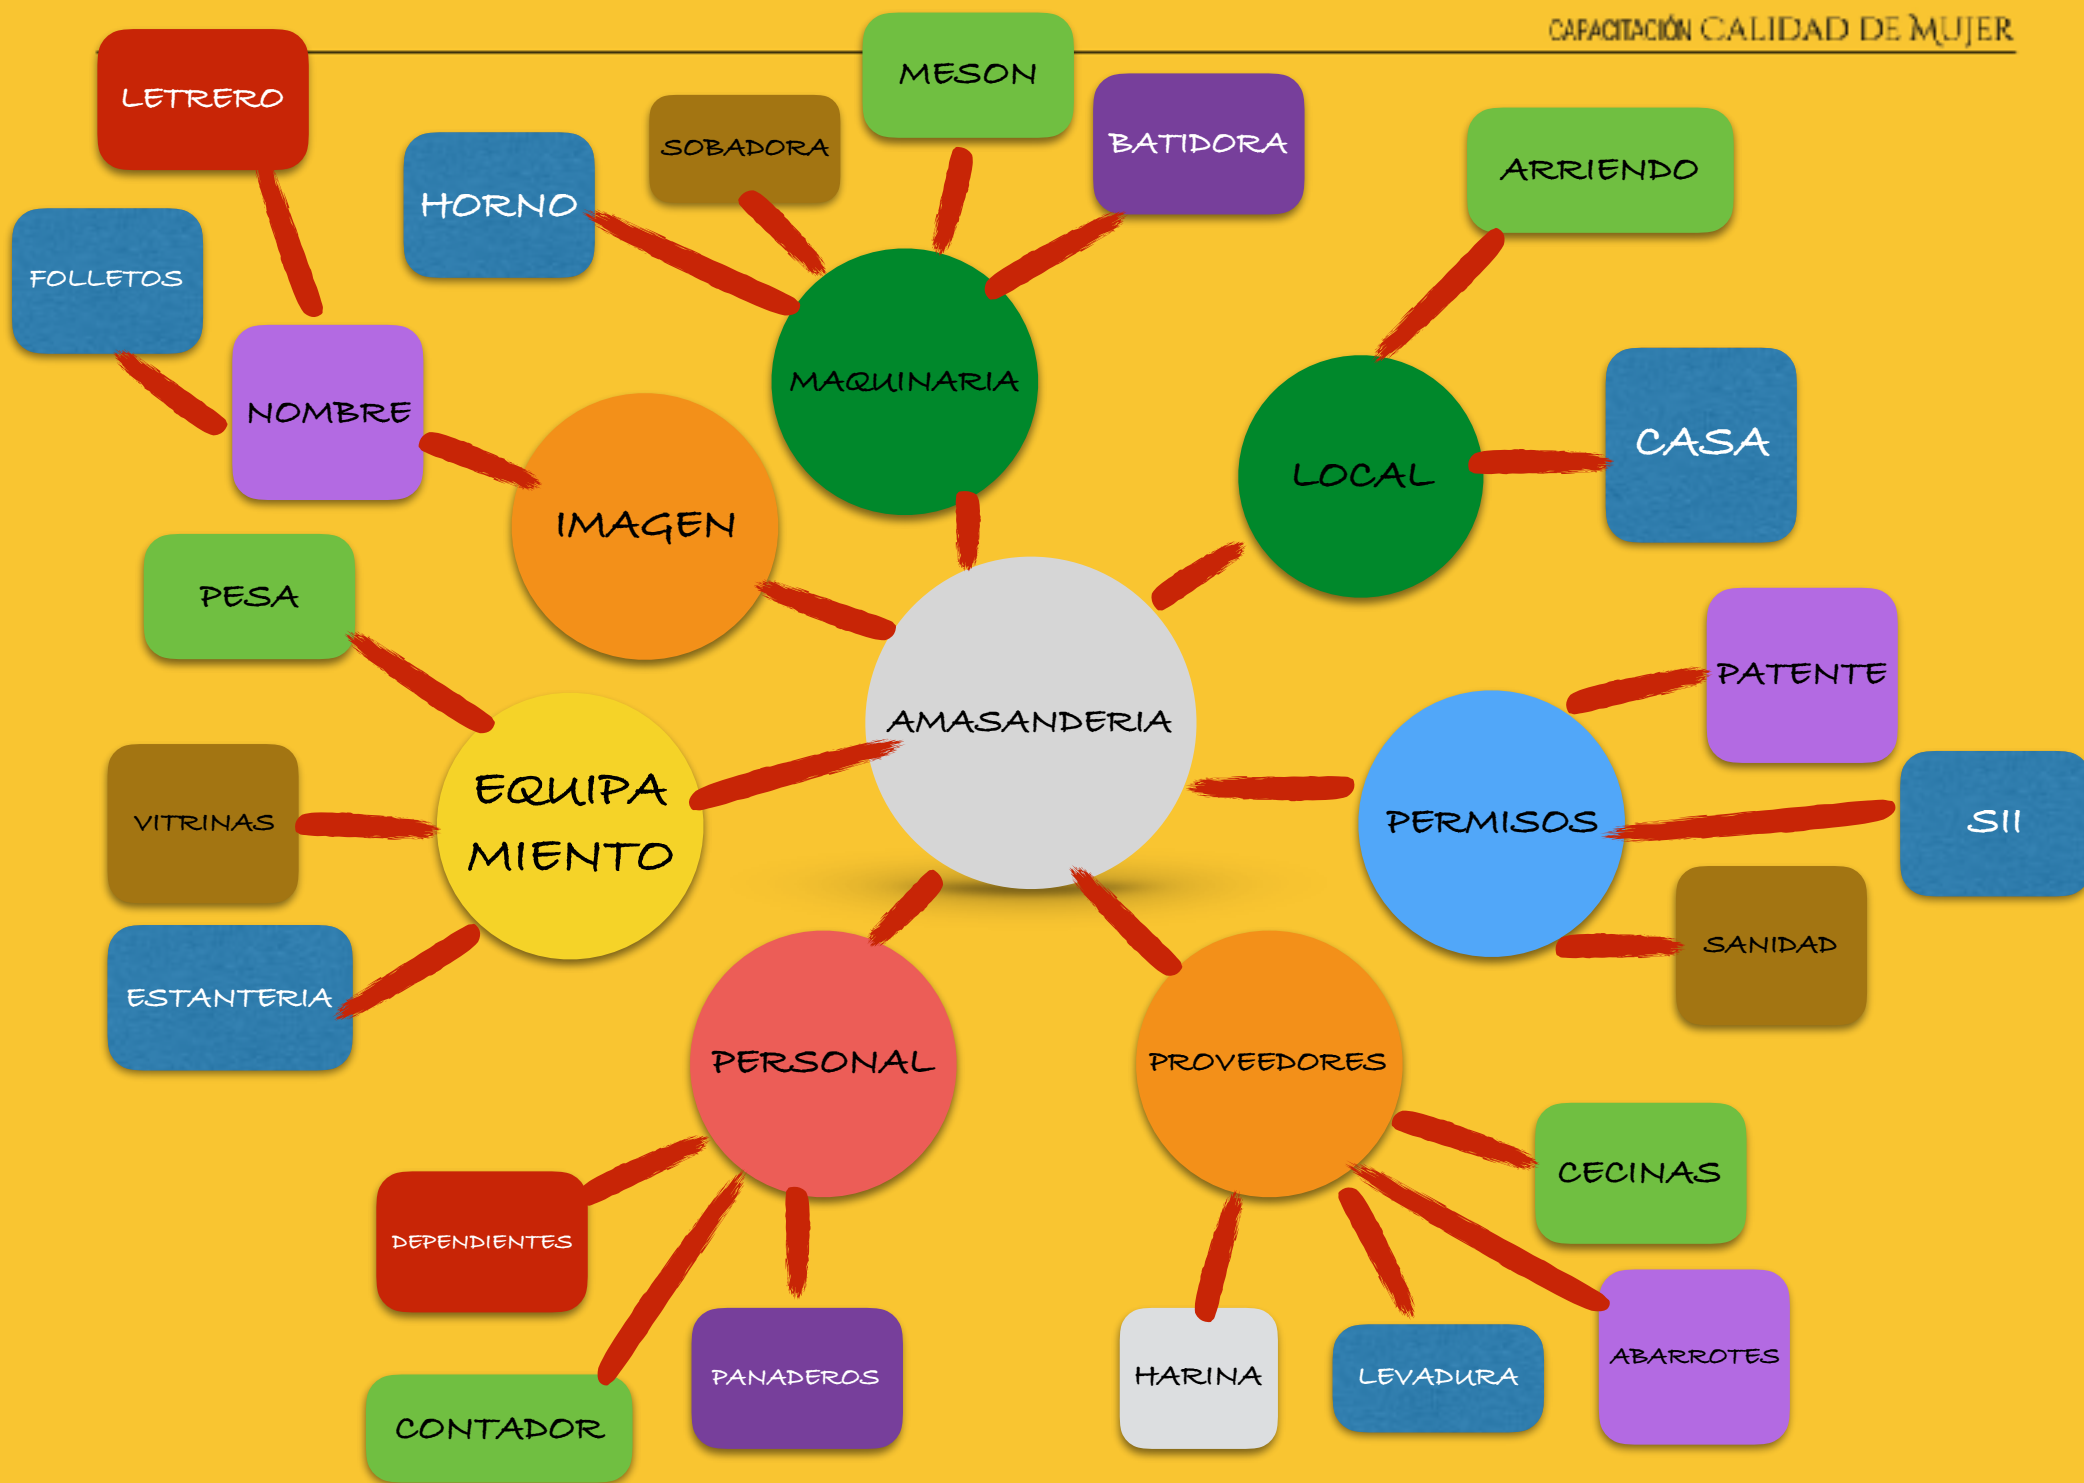 CAPACITACIÓN CALIDAD DE MUJER
LETRERO
MESON
SOBADORA
BATIDORA
HORNO
ARRIENDO
FOLLETOS
NOMBRE
MAQUINARIA
LOCAL
CASA
IMAGEN
PESA
AMASANDERIA
PATENTE
EQUIPA
MIENTO
VITRINAS
PERMISOS
SII
SANIDAD
ESTANTERIA
PERSONAL
PROVEEDORES
CECINAS
DEPENDIENTES
PANADEROS
CONTADOR
HARINA
LEVADURA
ABARROTES